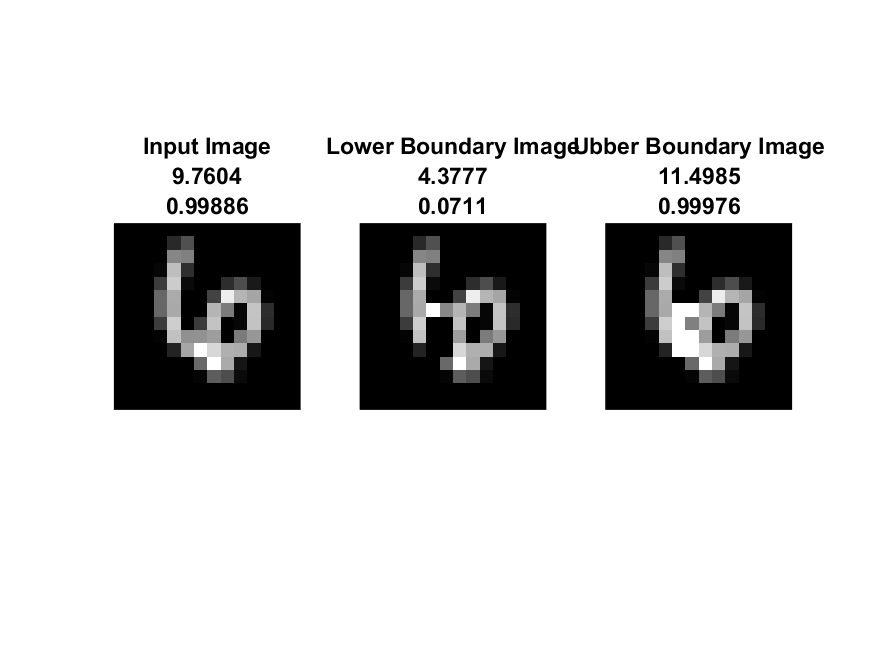 Input Image
9.7604
0.99886
Lower Boundary Image
4.3777
0.0711
Ubber Boundary Image
11.4985
0.99976